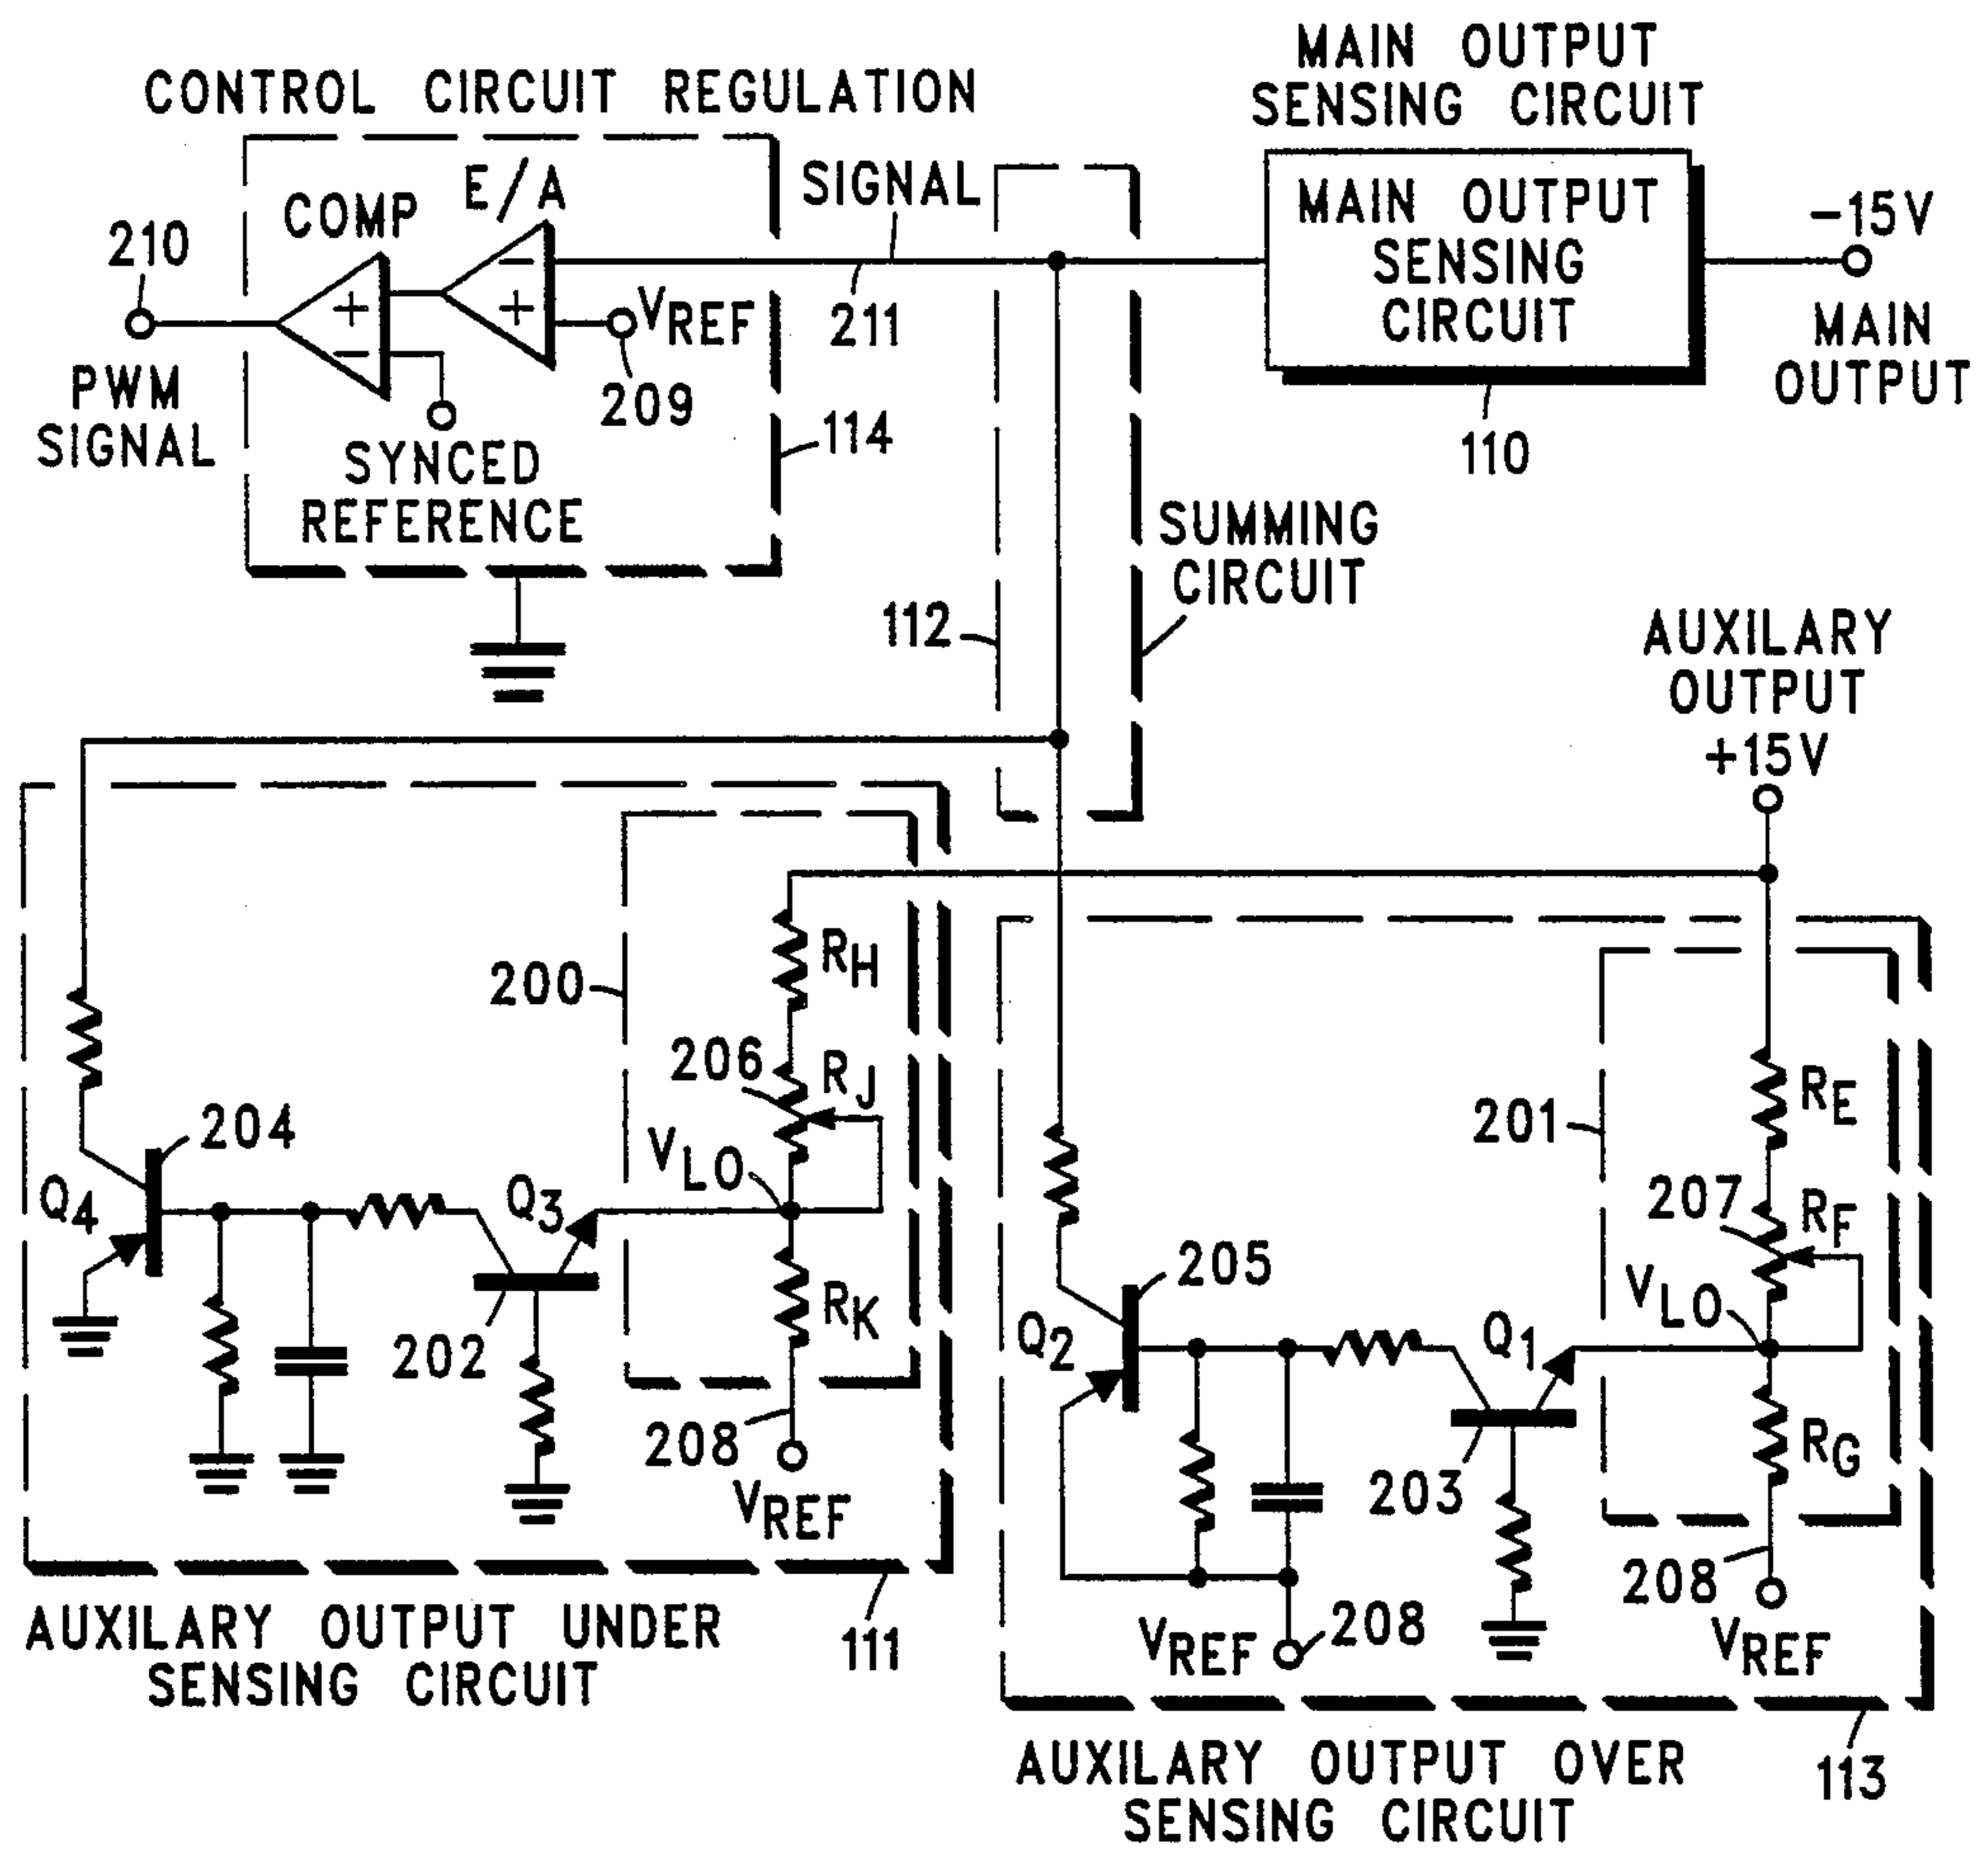 CONTROL CIRCUIT REGULATION
MAIN OUTPUT
SENSING CIRCUIT
MAIN OUTPUT
SENSING
CIRCUIT
-15V
MAIN
OUTPUT
110
COMP
E/A
SIGNAL
211
210
PWM
SIGNAL
+
-
-
+
VREF
209
SYNCED
REFERENCE
114
112
SUMMING
CIRCUIT
AUXILARY
OUTPUT
+15V
200
RH
206
RJ
VLO
204
Q4
Q3
202
RK
208
VREF
AUXILARY OUTPUT UNDER
SENSING CIRCUIT
111
201
RE
207
RF
VLO
205
Q2
Q1
203
RG
208
VREF
VREF
208
AUXILARY OUTPUT OVER
SENSING CIRCUIT
113